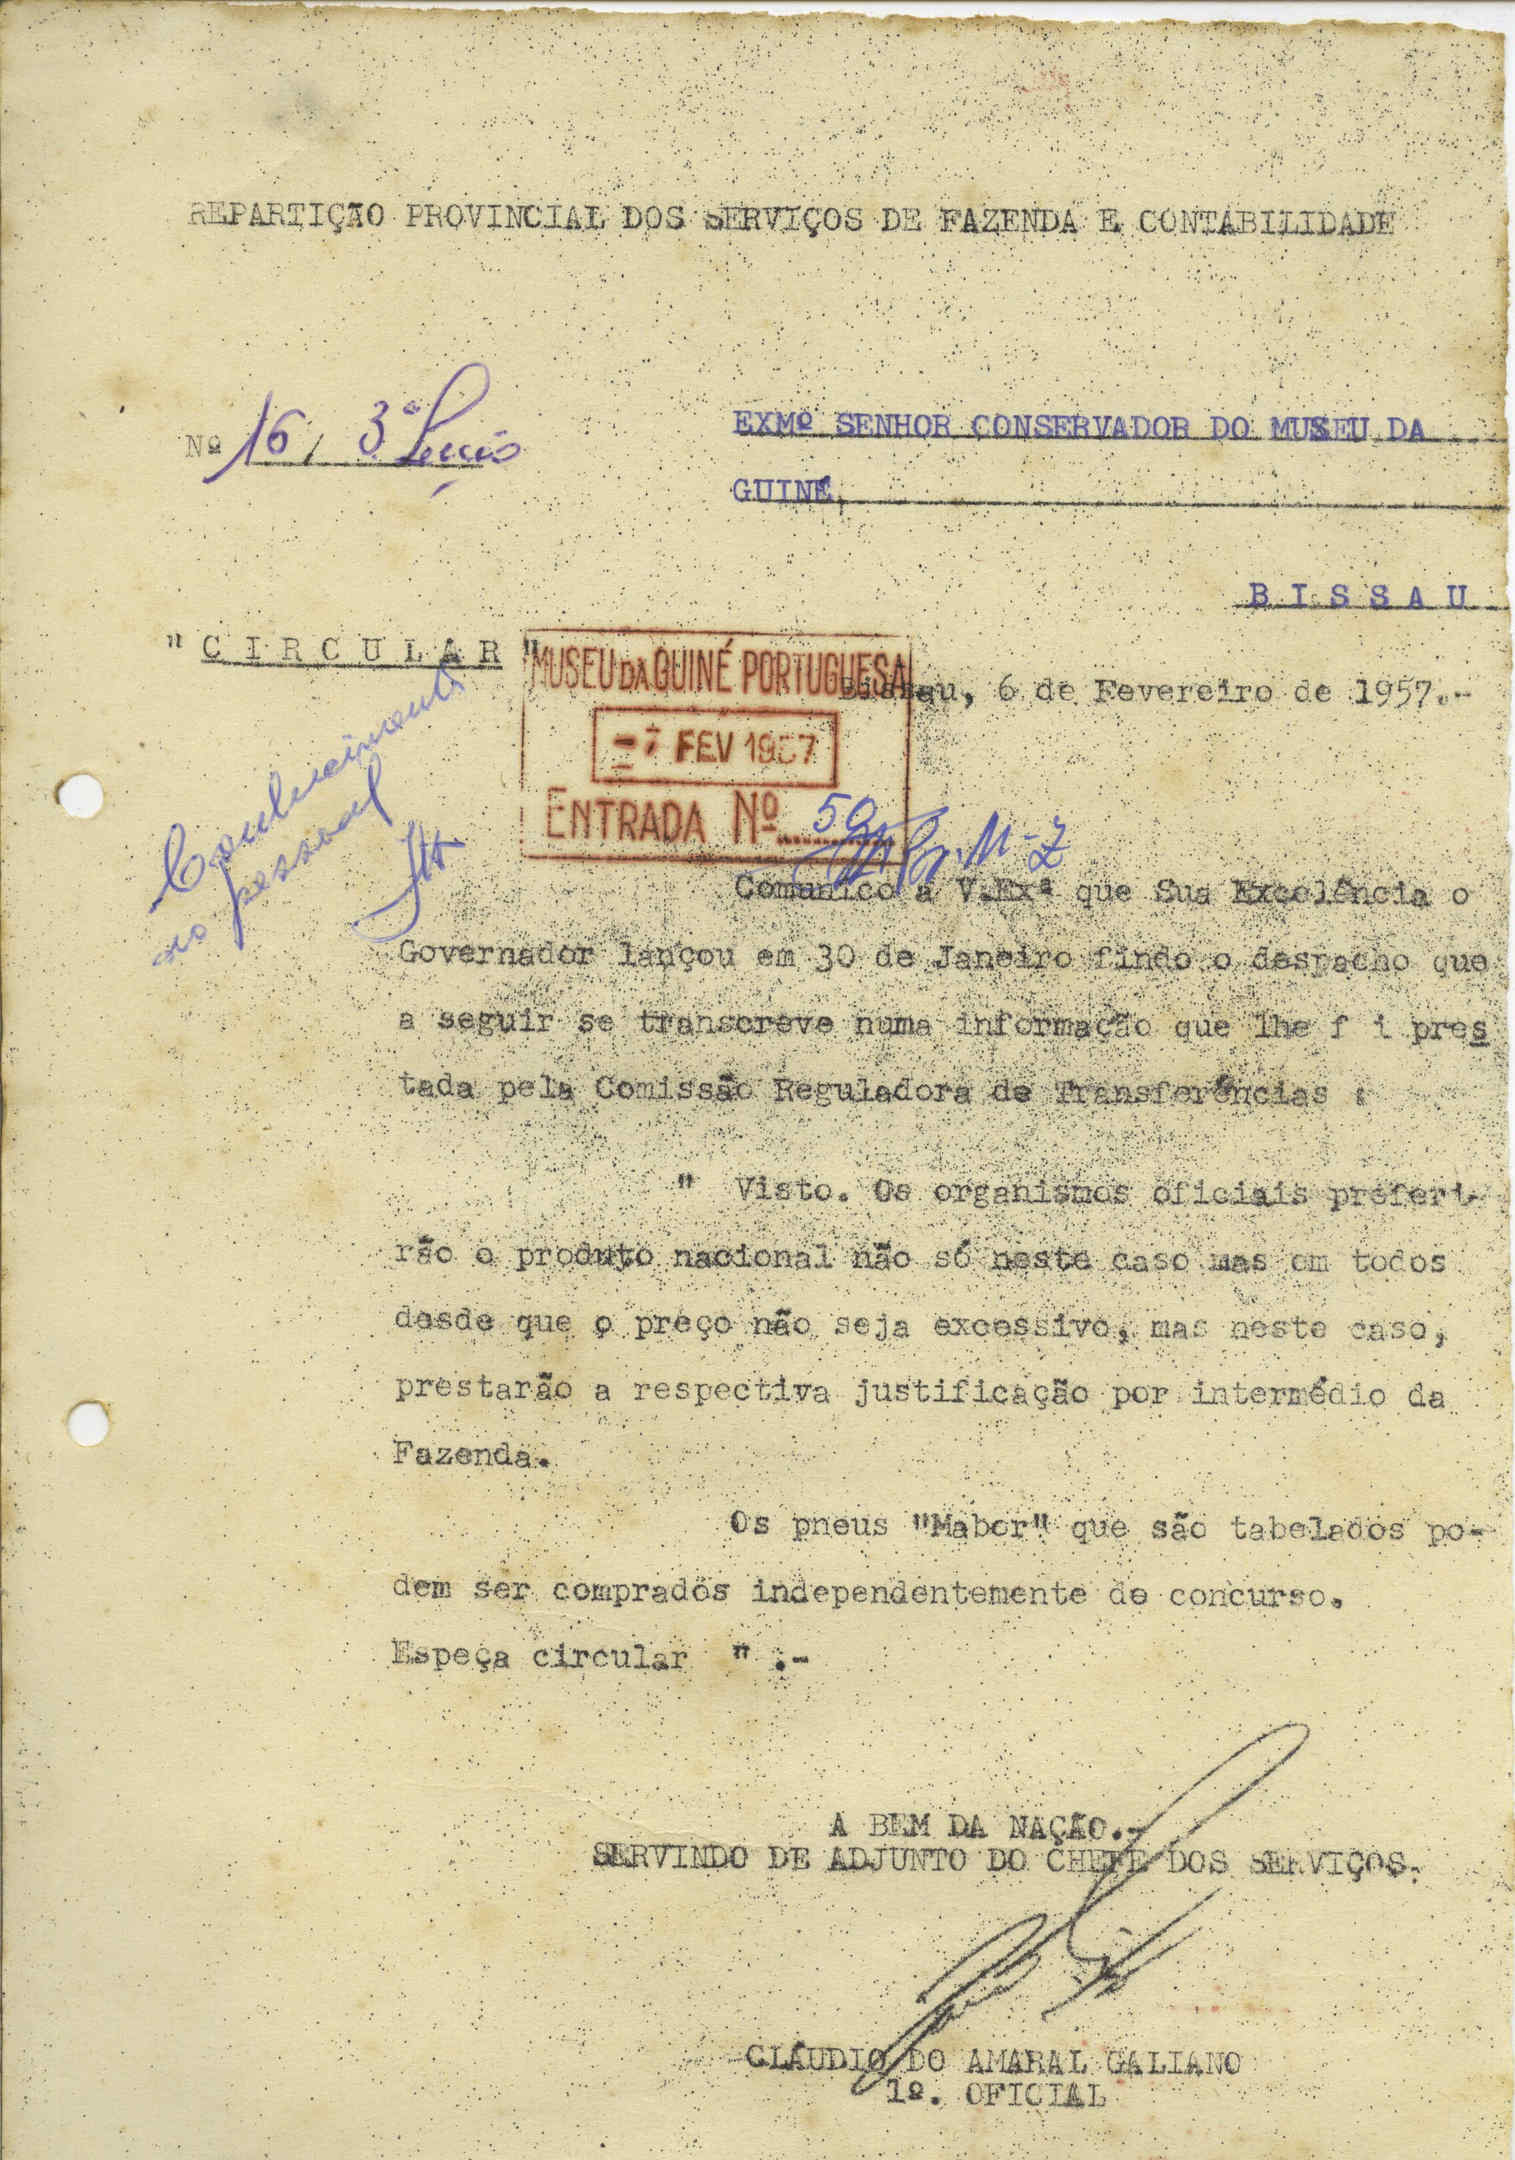 REPARTIÇÃO PROVINCIAL DOS SERVIÇOS DE FAZENDA E CONTABILIDADE
Nº 16, 3ª Secção
EXMº SENHOR CONSERVADOR DO MUSEU DA
GUINÉ,
B I S S A U
" C I R C U L A R "
MUSEU DA GUINÉ PORTUGUESA
Bissau, 6 de Fevereiro de 1957.-
-7 FEV 1957
ENTRADA Nº 59
M-Z
Conhecimento
ao pessoal
Comunico a V.Exª que Sua Excelência o
Governador lançou em 30 de Janeiro findo o despacho que
a seguir se transcreve numa informação que lhe f i pres
tada pela Comissão Reguladora de Transferências :
" Visto. Os organismos oficiais preferi-
rão o produto nacional não só neste caso mas em todos
desde que o preço não seja excessivo, mas neste caso,
prestarão a respectiva justificação por intermédio da
Fazenda.
Os pneus "Mabor" que são tabelados po-
dem ser comprados independentemente de concurso.
Espeça circular " .-
A BEM DA NAÇÃO.-
SERVINDO DE ADJUNTO DO CHEFE DOS SERVIÇOS.
CLÁUDIO DO AMARAL GALIANO
1º. OFICIAL